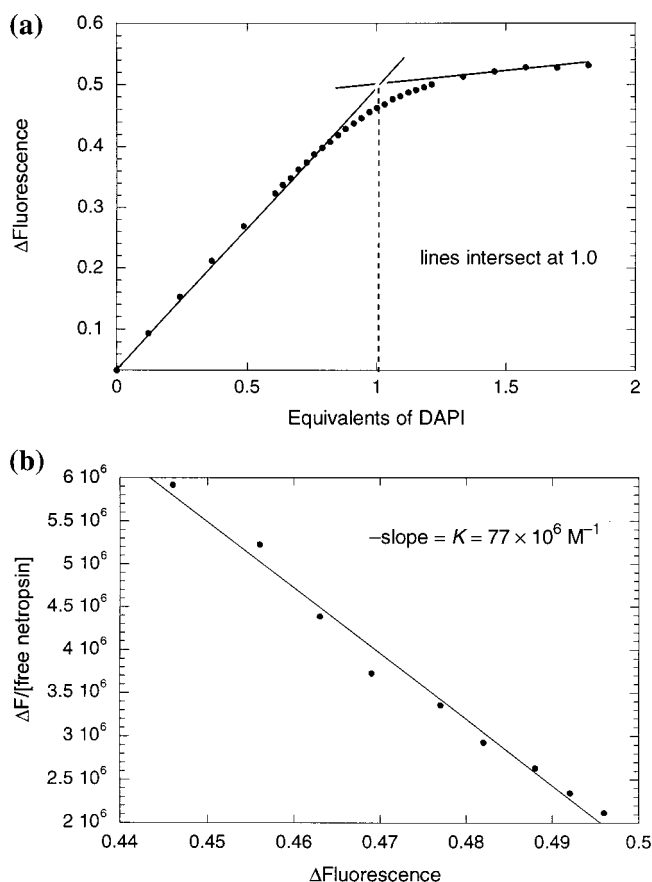 (a)
0.6
0.5
0.4
0.3
0.2
0.1
ΔFluorescence
lines intersect at 1.0
0 0.5 1 1.5 2
Equivalents of DAPI
(b)
6 10⁶
5.5 10⁶
5 10⁶
4.5 10⁶
4 10⁶
3.5 10⁶
3 10⁶
2.5 10⁶
2 10⁶
ΔF/[free netropsin]
–slope = K = 77 × 10⁶ M⁻¹
0.44 0.45 0.46 0.47 0.48 0.49 0.5
ΔFluorescence